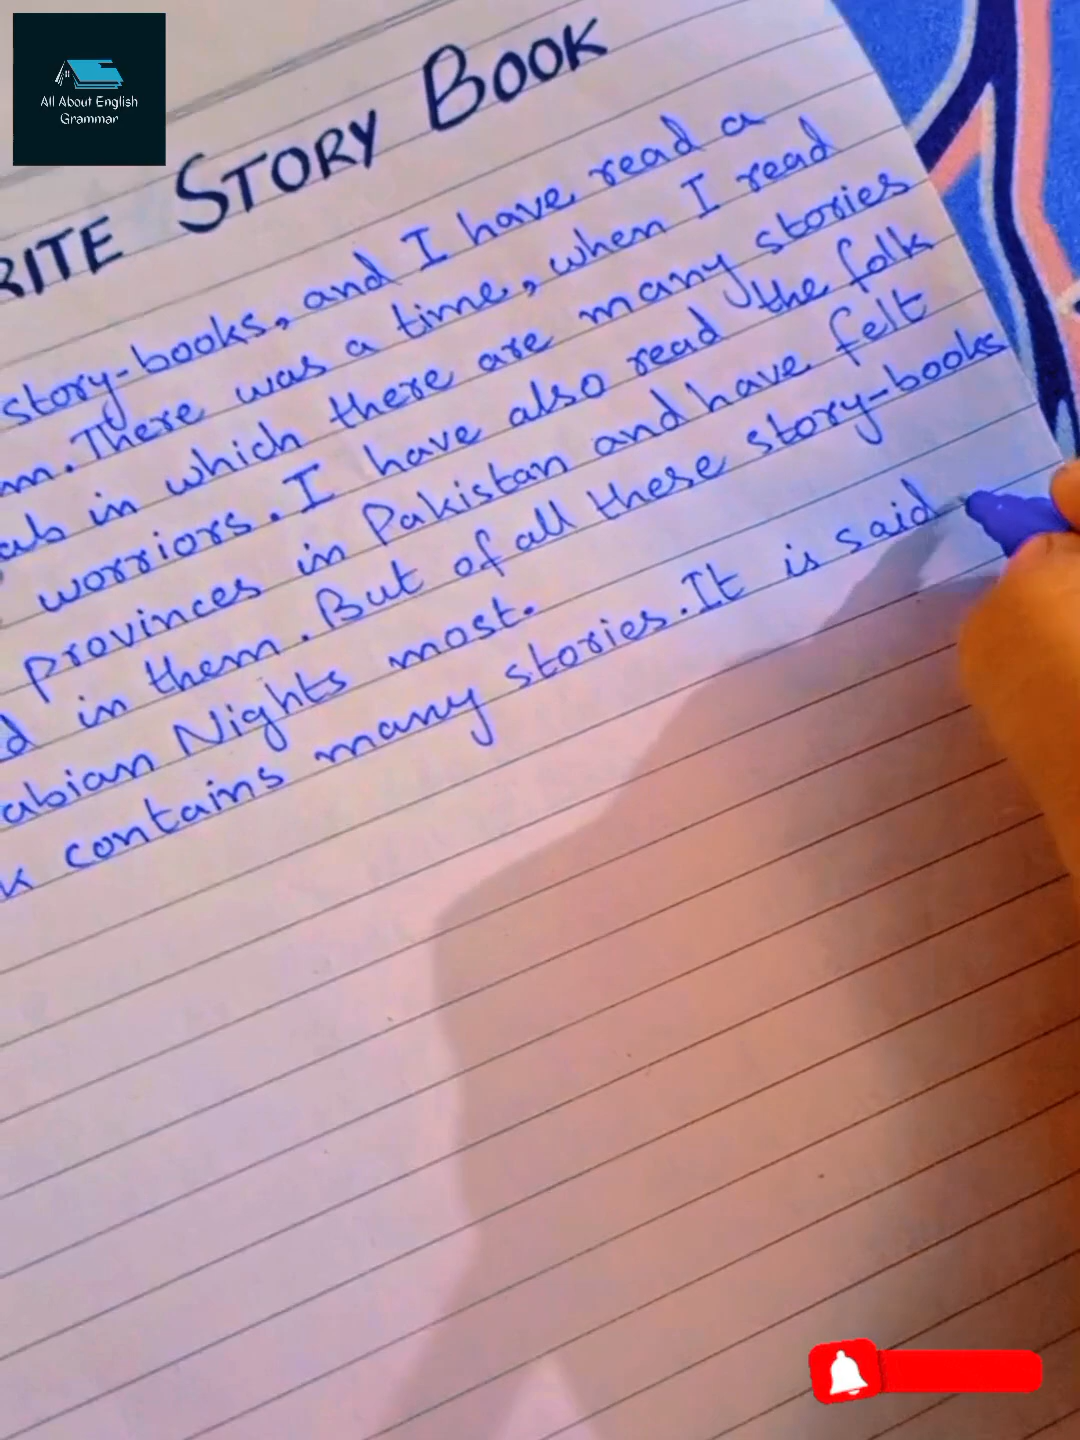 All About English
Grammar
RITE STORY BOOK
story-books, and I have read a
m. There was a time, when I read
ab in which there are many stories
worriors. I have also read the folk
provinces in Pakistan and have felt
d in them. But of all these story-books
abian Nights most.
k contains many stories. It is said